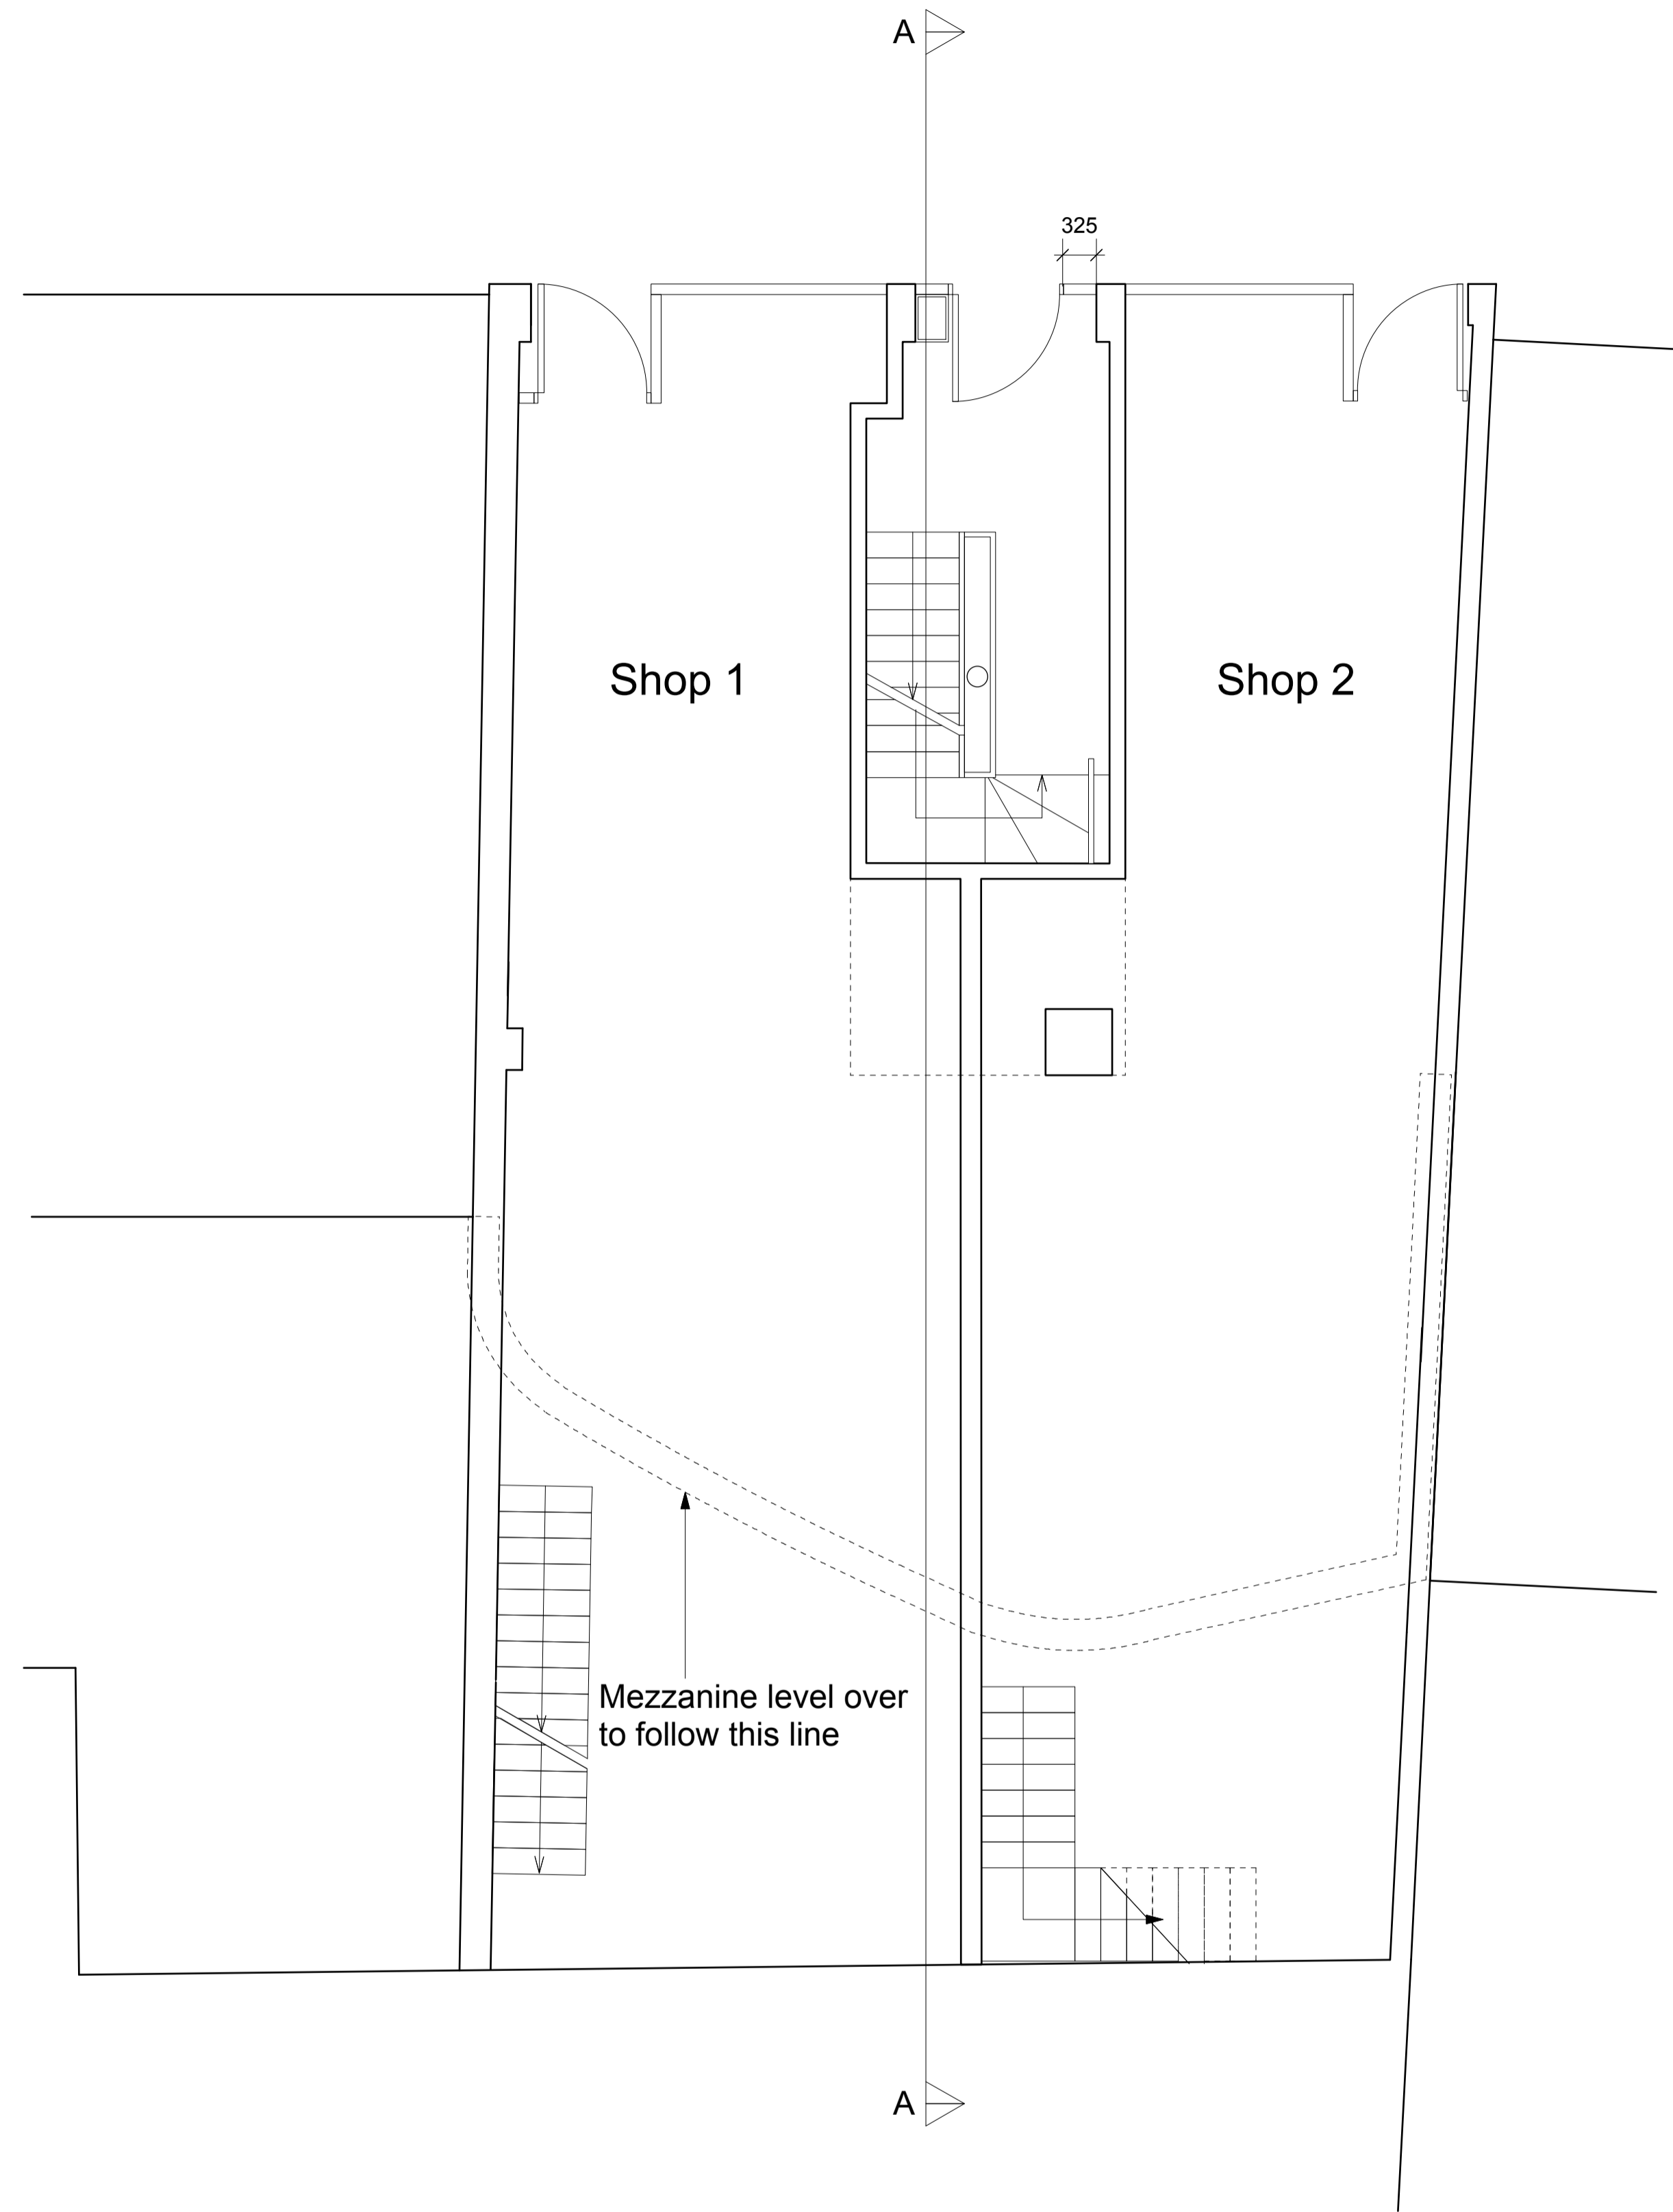 A
325
Shop 1
Shop 2
Mezzanine level over
to follow this line
A